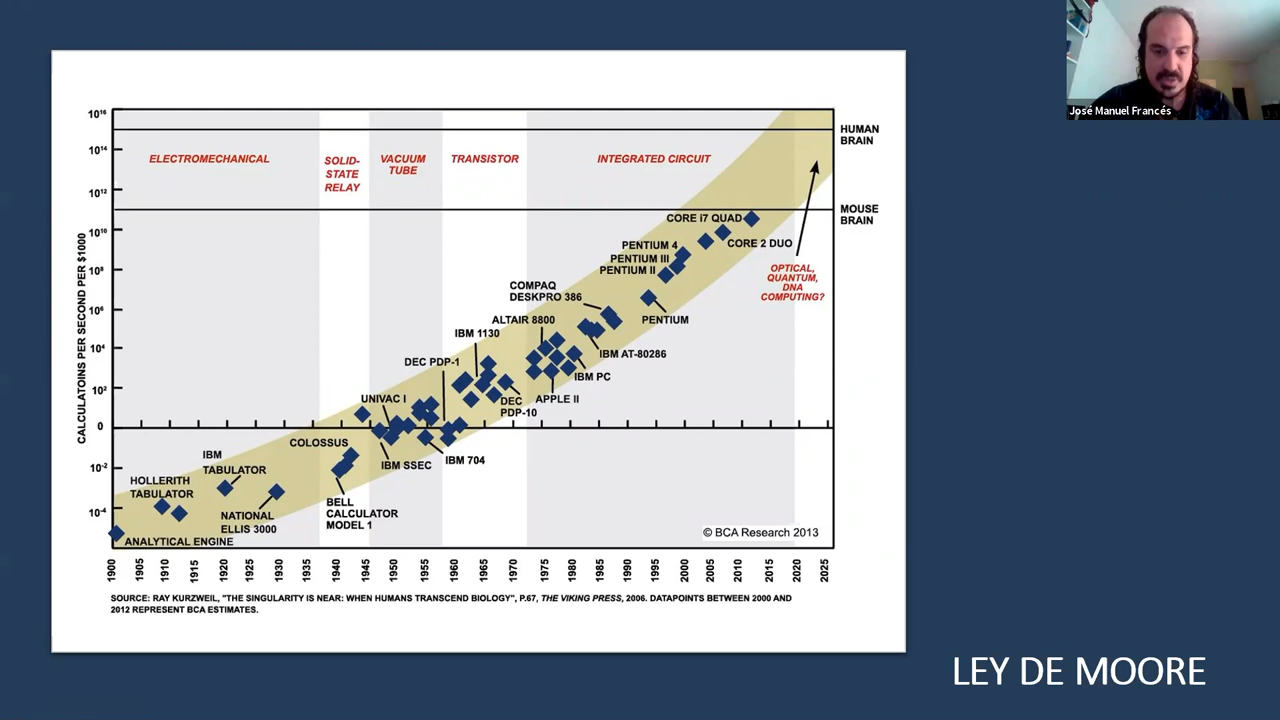 José Manuel Francés
10^16
10^14
10^12
10^10
10^8
10^6
10^4
10^2
0
10^-2
10^-4
CALCULATOINS PER SECOND PER $1000
ELECTROMECHANICAL
SOLID-
STATE
RELAY
VACUUM
TUBE
TRANSISTOR
INTEGRATED CIRCUIT
HUMAN
BRAIN
MOUSE
BRAIN
CORE i7 QUAD
CORE 2 DUO
PENTIUM 4
PENTIUM III
PENTIUM II
OPTICAL,
QUANTUM,
DNA
COMPUTING?
COMPAQ
DESKPRO 386
PENTIUM
ALTAIR 8800
IBM 1130
IBM AT-80286
DEC PDP-1
IBM PC
UNIVAC I
DEC
PDP-10
APPLE II
COLOSSUS
IBM SSEC
IBM 704
IBM
TABULATOR
HOLLERITH
TABULATOR
NATIONAL
ELLIS 3000
BELL
CALCULATOR
MODEL 1
ANALYTICAL ENGINE
© BCA Research 2013
1900 1905 1910 1915 1920 1925 1930 1935 1940 1945 1950 1955 1960 1965 1970 1975 1980 1985 1990 1995 2000 2005 2010 2012 2020 2025
SOURCE: RAY KURZWEIL, "THE SINGULARITY IS NEAR: WHEN HUMANS TRANSCEND BIOLOGY", P.67, THE VIKING PRESS, 2006. DATAPOINTS BETWEEN 2000 AND
2012 REPRESENT BCA ESTIMATES.
LEY DE MOORE